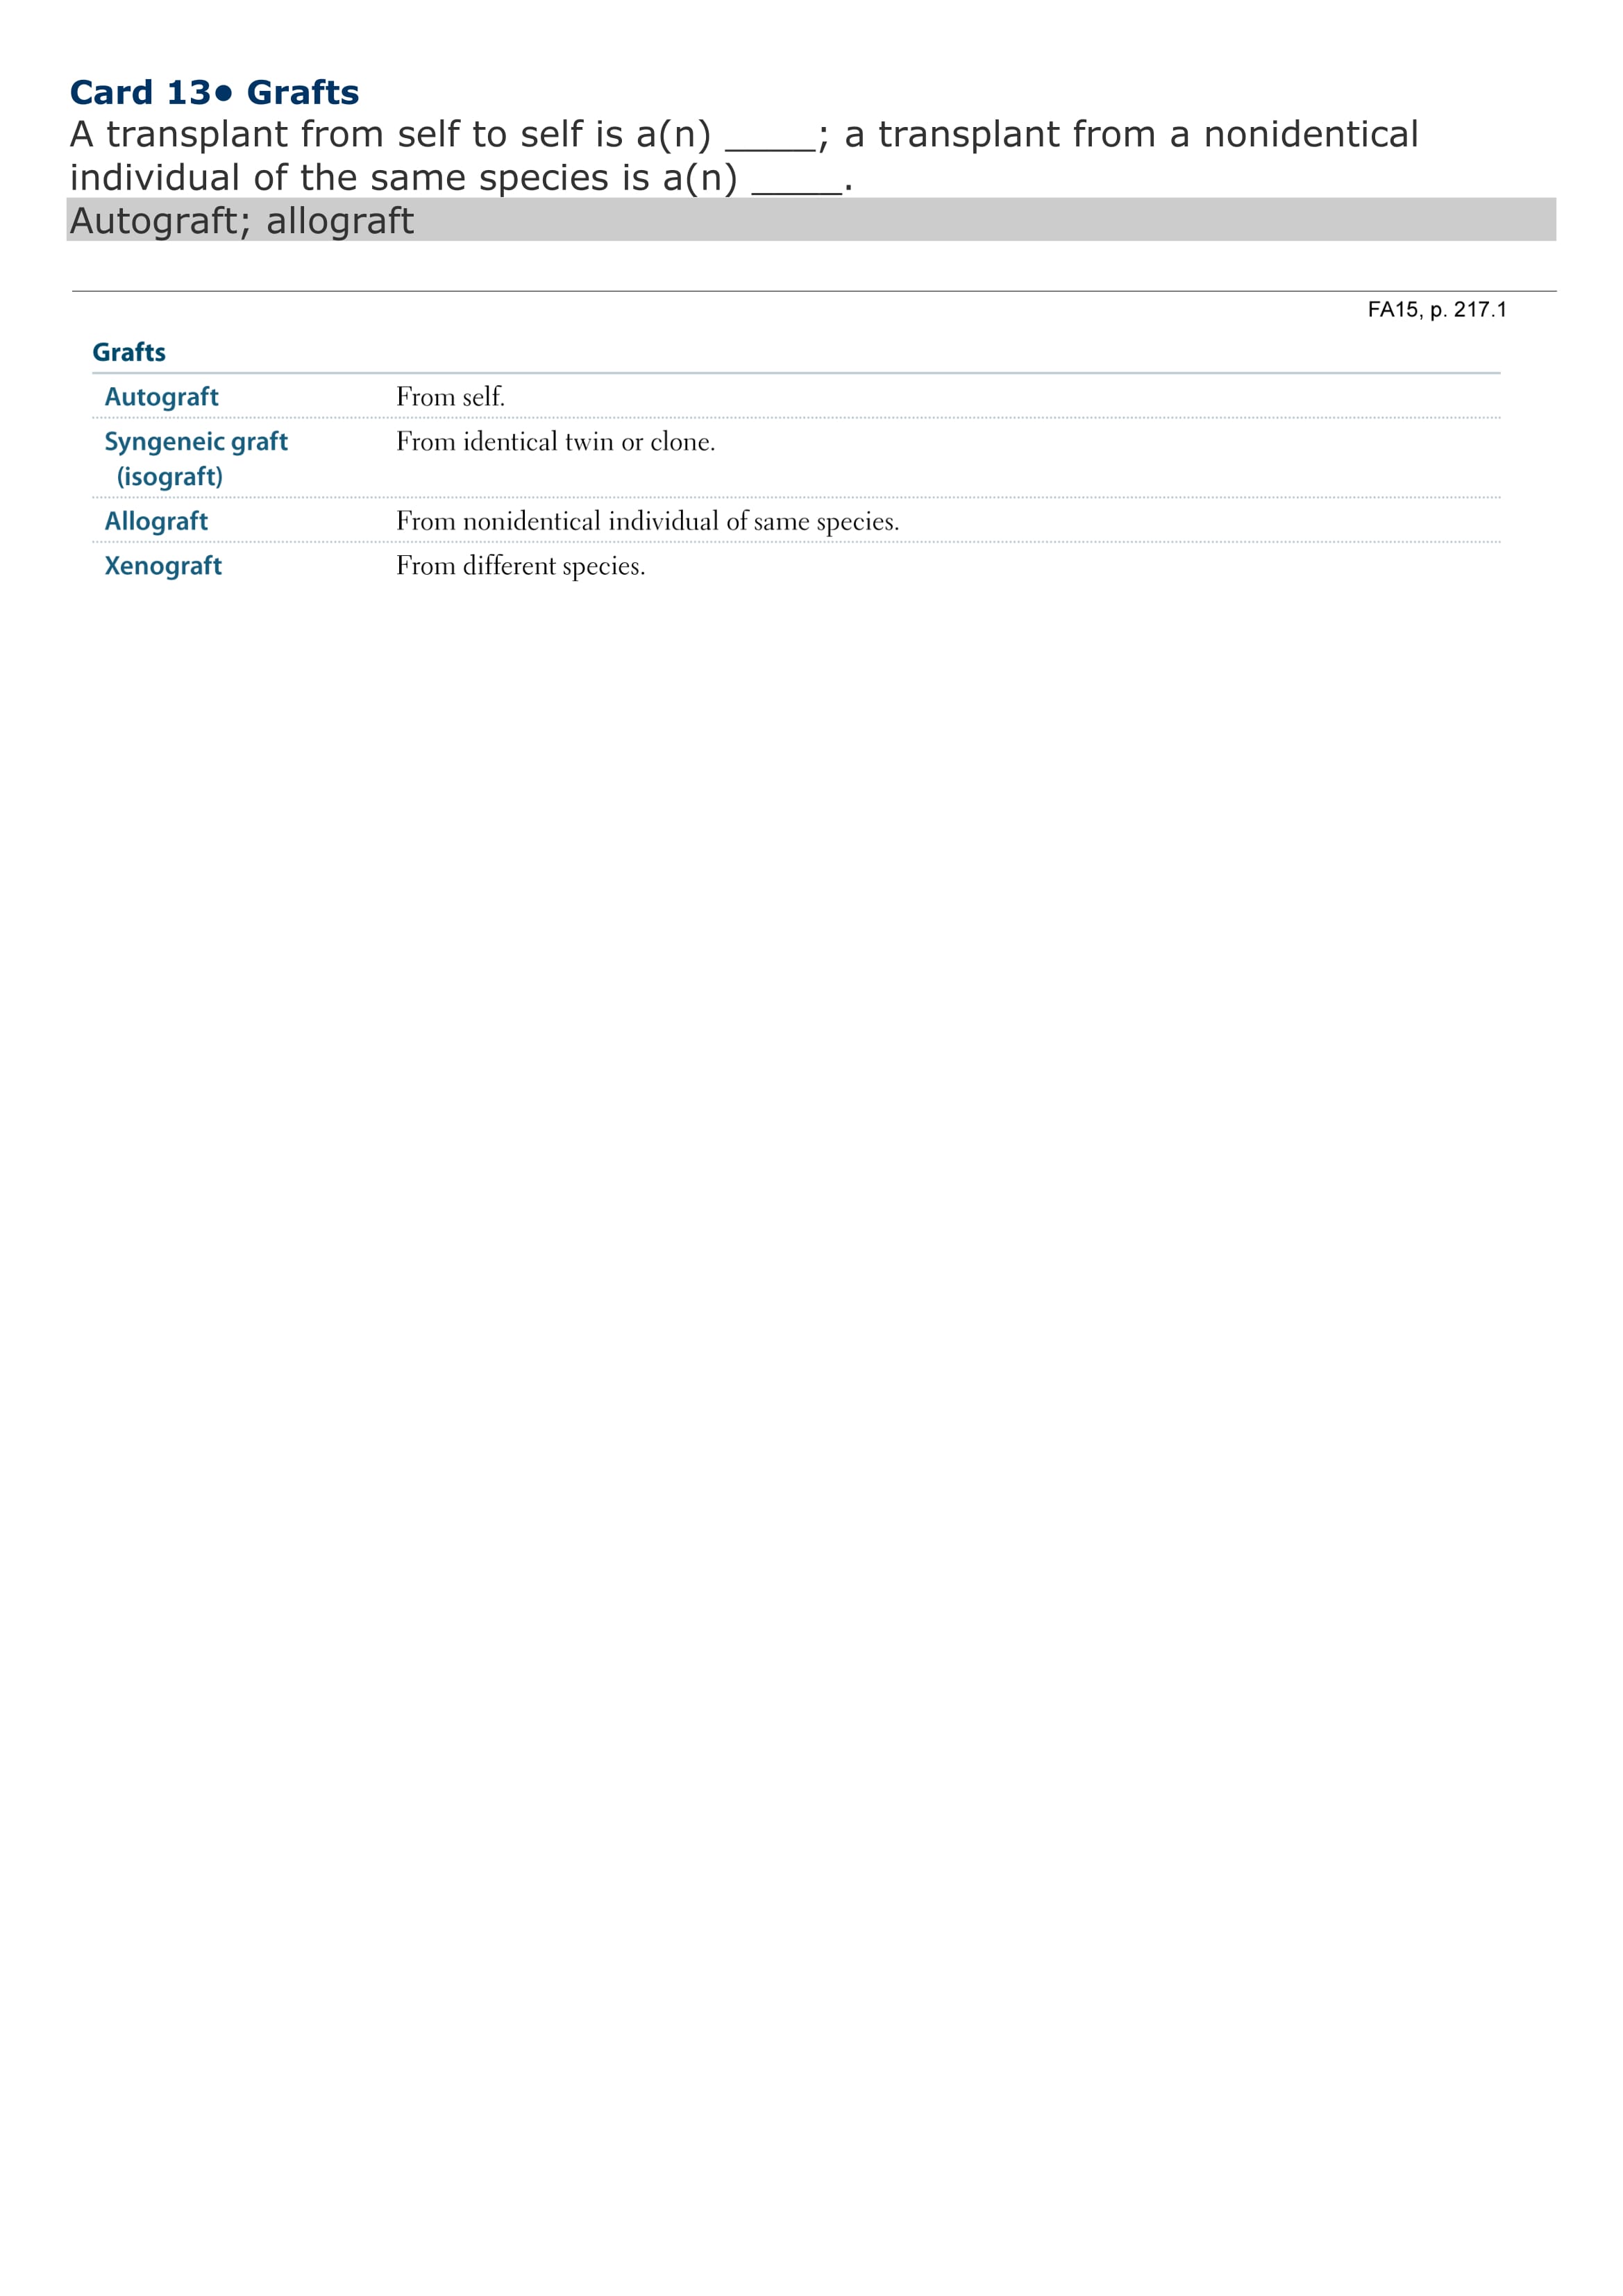 Card 13• Grafts
A transplant from self to self is a(n) _____; a transplant from a nonidentical
individual of the same species is a(n) _____.
Autograft; allograft
FA15, p. 217.1
Grafts
Autograft From self.
Syngeneic graft From identical twin or clone.
(isograft)
Allograft From nonidentical individual of same species.
Xenograft From different species.